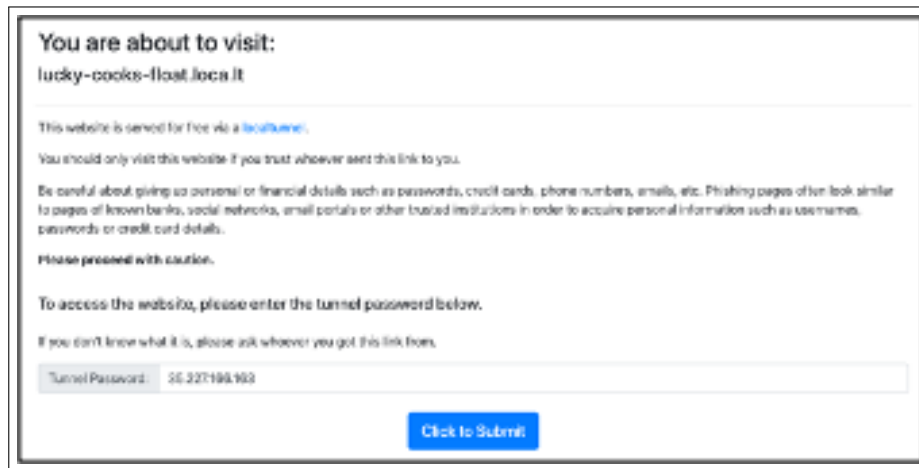 You are about to visit:
lucky-cooks-float.loca.lt
This website is served for free via a localtunnel.
You should only visit this website if you trust whoever sent this link to you.
Be careful about giving up personal or financial details such as passwords, credit cards, phone numbers, emails, etc. Phishing pages often look similar
to pages of known banks, social networks, email portals or other trusted institutions in order to acquire personal information such as usernames,
passwords or credit card details.
Please proceed with caution.
To access the website, please enter the tunnel password below.
If you don't know what it is, please ask whoever you got this link from.
Tunnel Password:
Click to Submit